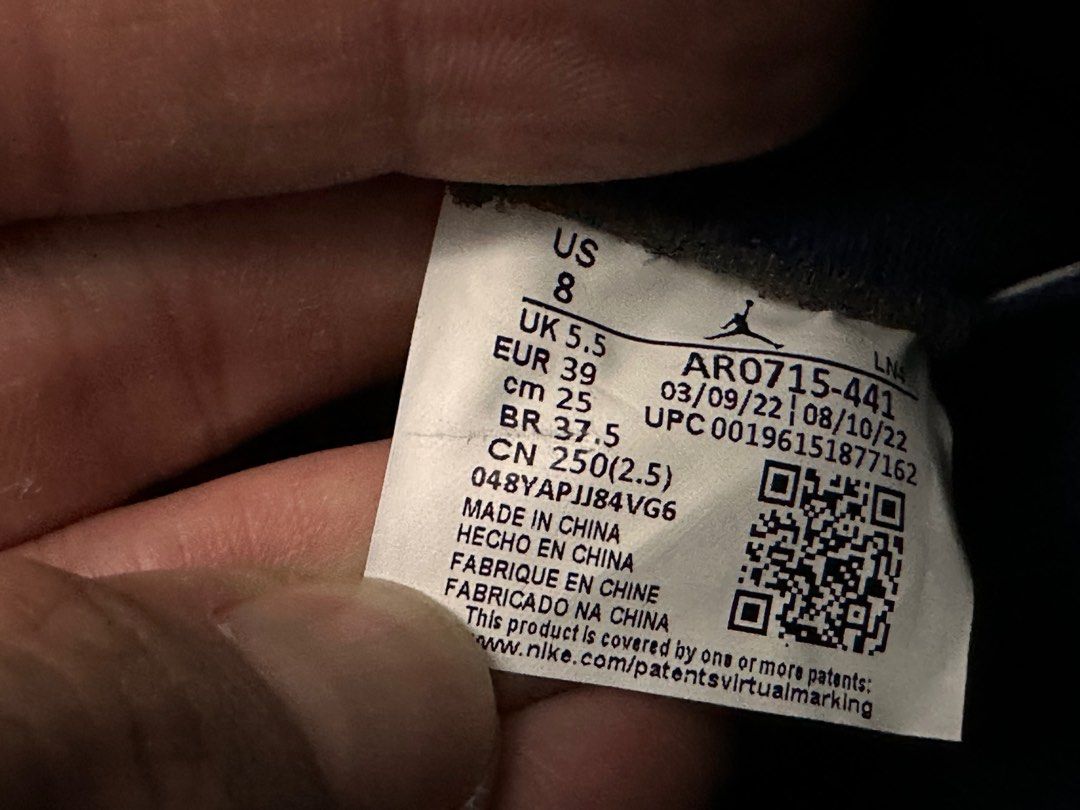 US
8
UK 5.5
EUR 39
cm 25
BR 37.5
CN 250(2.5)
048YAPJJ84VG6
MADE IN CHINA
HECHO EN CHINA
FABRIQUE EN CHINE
FABRICADO NA CHINA
LN4
AR0715-441
03/09/22 | 08/10/22
UPC 00196151877162
This product is covered by one or more patents:
www.nike.com/patentsvirtualmarking